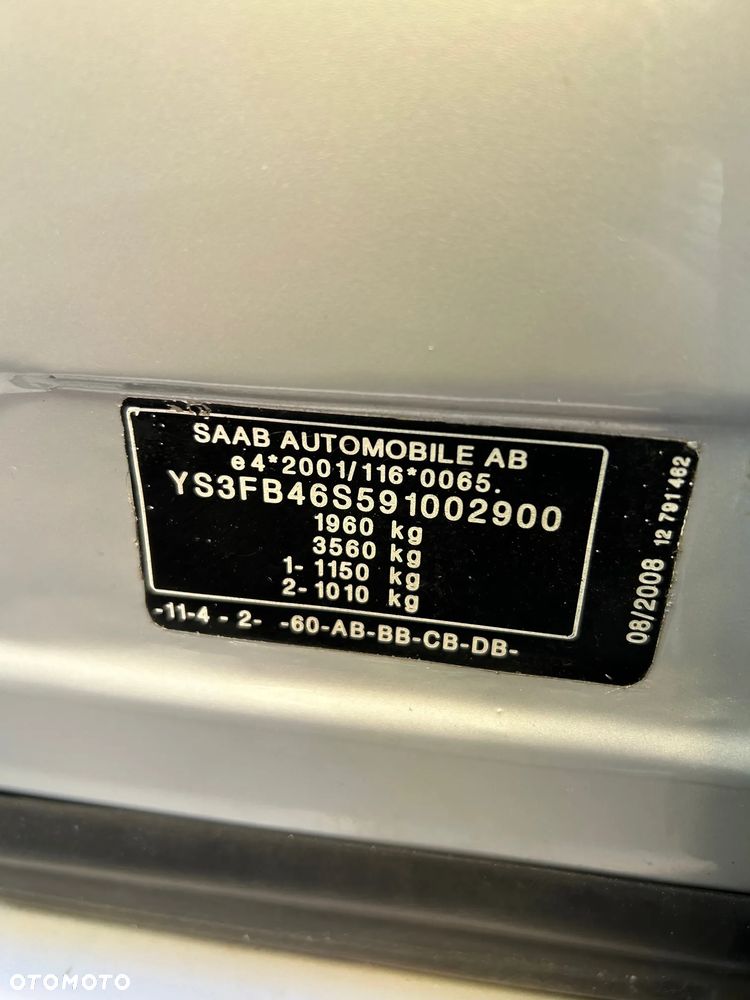 SAAB AUTOMOBILE AB
e4*2001/116*0065.
YS3FB46S591002900
1960 kg
3560 kg
1- 1150 kg
2- 1010 kg
-11-4 - 2-  -60-AB-BB-CB-DB-
08/2008 12 791 462
OTOMOTO